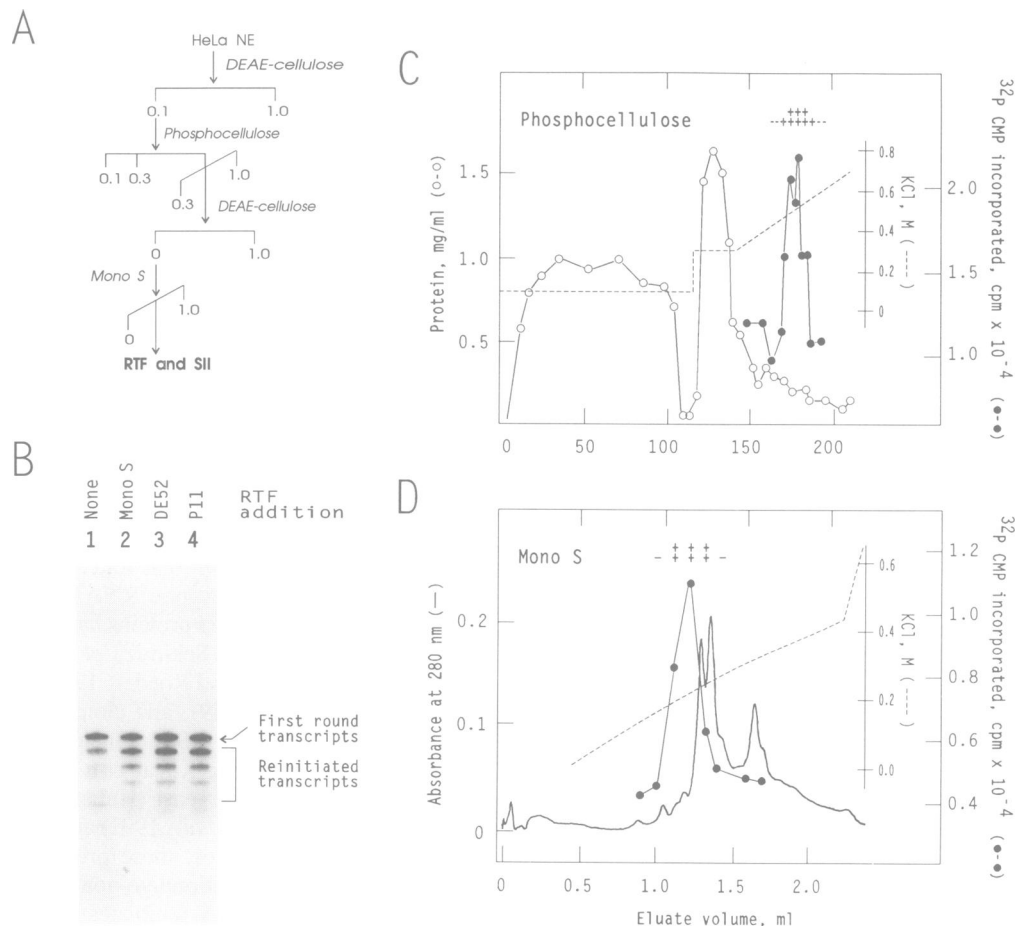 A
HeLa NE
DEAE-cellulose
0.1 1.0
Phosphocellulose
0.1 0.3 1.0
0.3
DEAE-cellulose
0 1.0
Mono S
0 1.0
RTF and SII
B
None
Mono S
DE52
P11
RTF addition
1 2 3 4
First round transcripts
Reinitiated transcripts
C
Phosphocellulose
++++
--+++++---
Protein, mg/ml (o-o)
1.5
1.0
0.5
0 50 100 150 200
0.8
0.6
0.4
0.2
0
KCl, M (----)
2.0
1.5
1.0
32P CMP incorporated, cpm x 10-4 (●-●)
D
Mono S
+ + +
- + + + -
Absorbance at 280 nm (—)
0.2
0.1
0
0 0.5 1.0 1.5 2.0
Eluate volume, ml
0.6
0.4
0.2
0.0
KCl, M (----)
1.2
1.0
0.8
0.6
0.4
32P CMP incorporated, cpm x 10-4 (●-●)